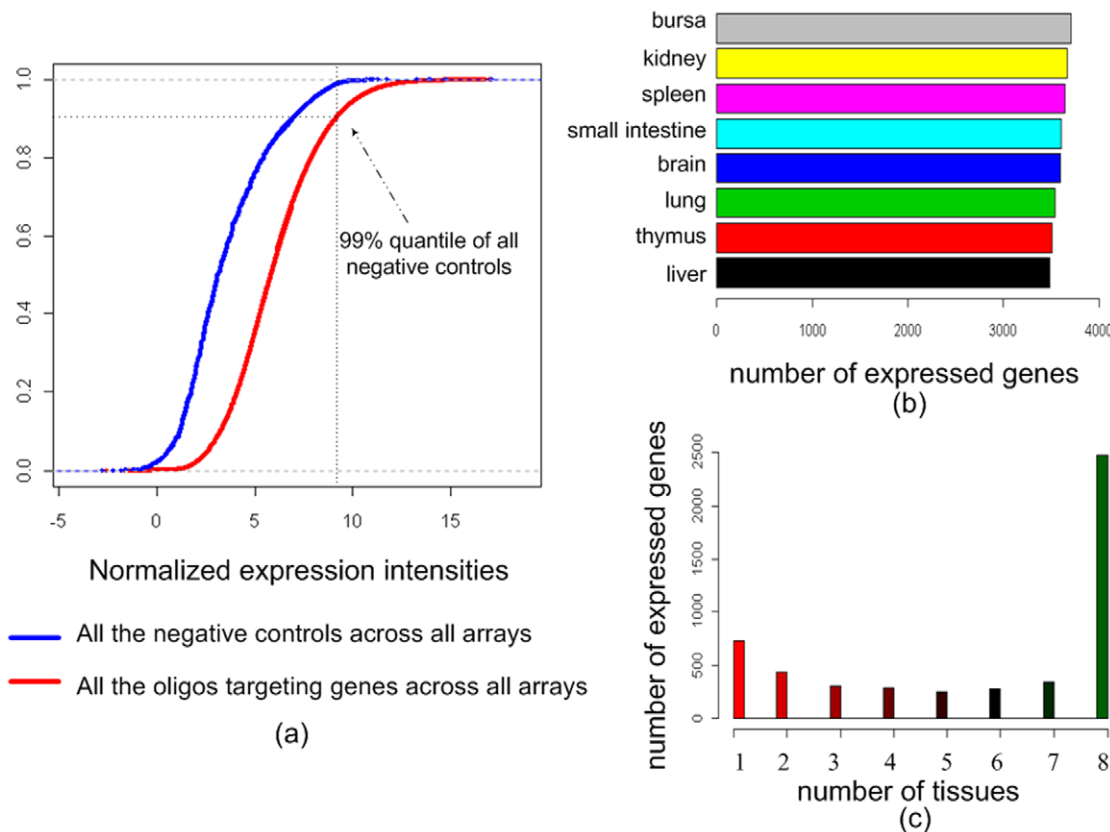 1.0
0.8
0.6
0.4
0.2
0.0
99% quantile of all
negative controls
-5 0 5 10 15
Normalized expression intensities
All the negative controls across all arrays
All the oligos targeting genes across all arrays
(a)
bursa
kidney
spleen
small intestine
brain
lung
thymus
liver
0 1000 2000 3000 4000
number of expressed genes
(b)
number of expressed genes
2500
2000
1500
1000
500
0
1 2 3 4 5 6 7 8
number of tissues
(c)